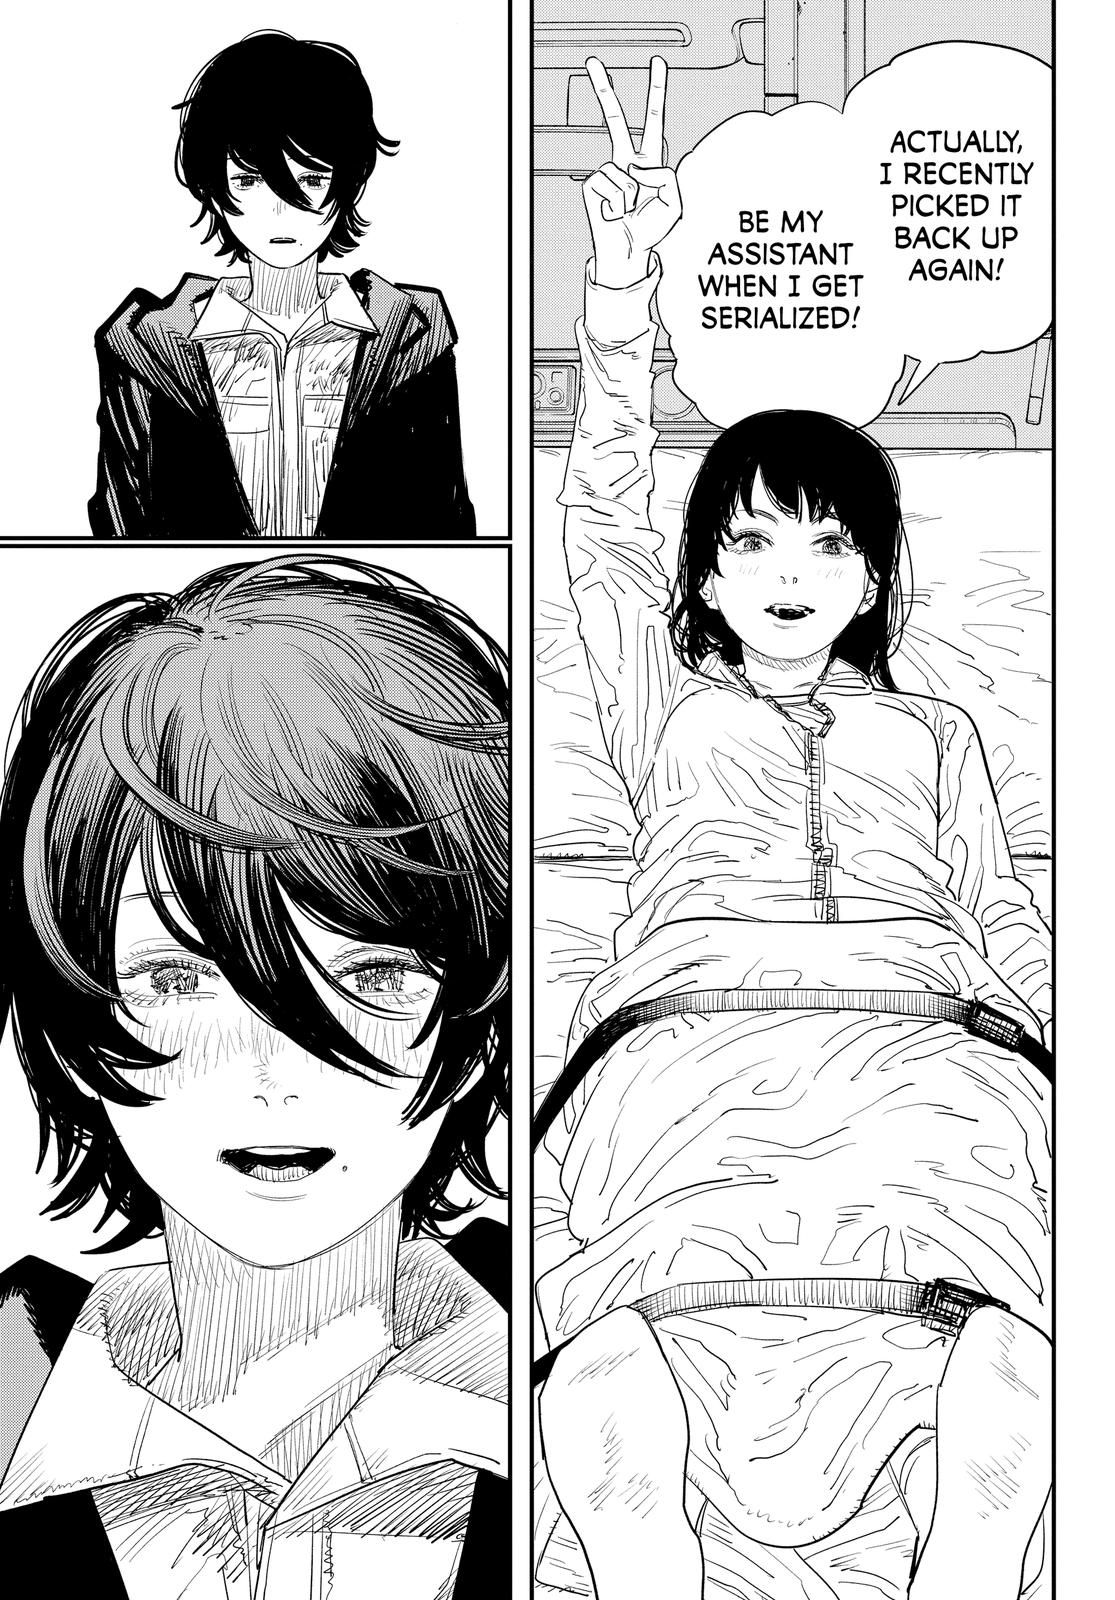 ACTUALLY,
I RECENTLY
PICKED IT
BACK UP
AGAIN!
BE MY
ASSISTANT
WHEN I GET
SERIALIZED!